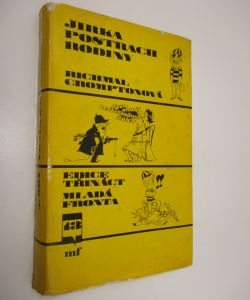 JIRKA
POSTRACH
RODINY
RICHMAL
CROMPTONOVÁ
EDICE
TŘINÁCT
MLADÁ
FRONTA
13
mf